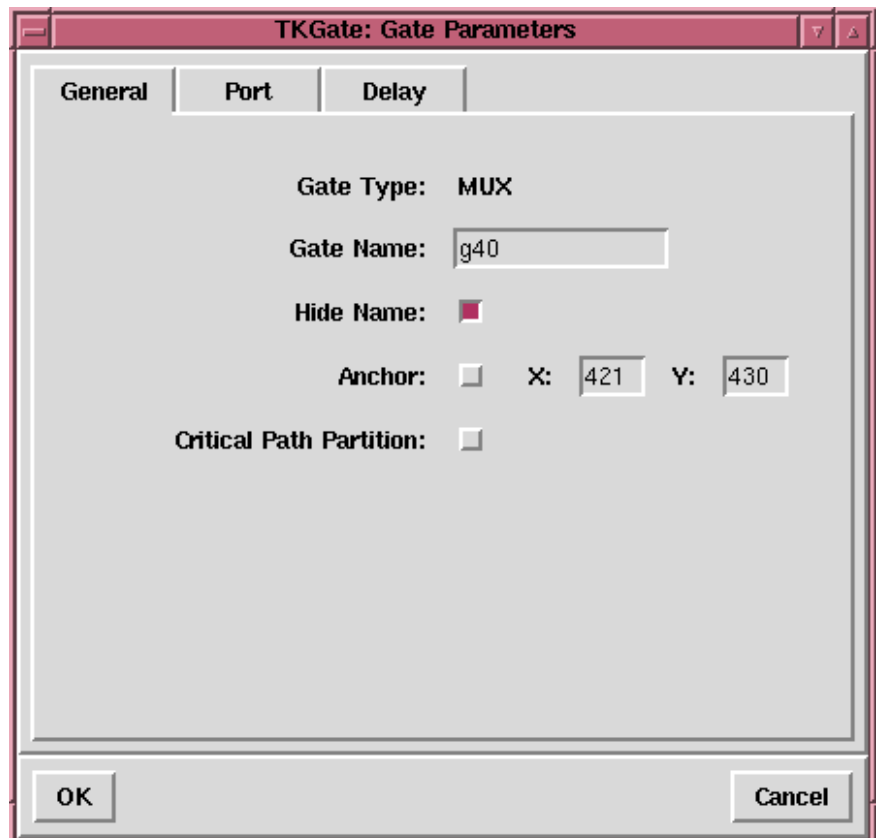 TKGate: Gate Parameters
General Port Delay
Gate Type: MUX
Gate Name: g40
Hide Name:
Anchor: X: 421 Y: 430
Critical Path Partition:
OK Cancel